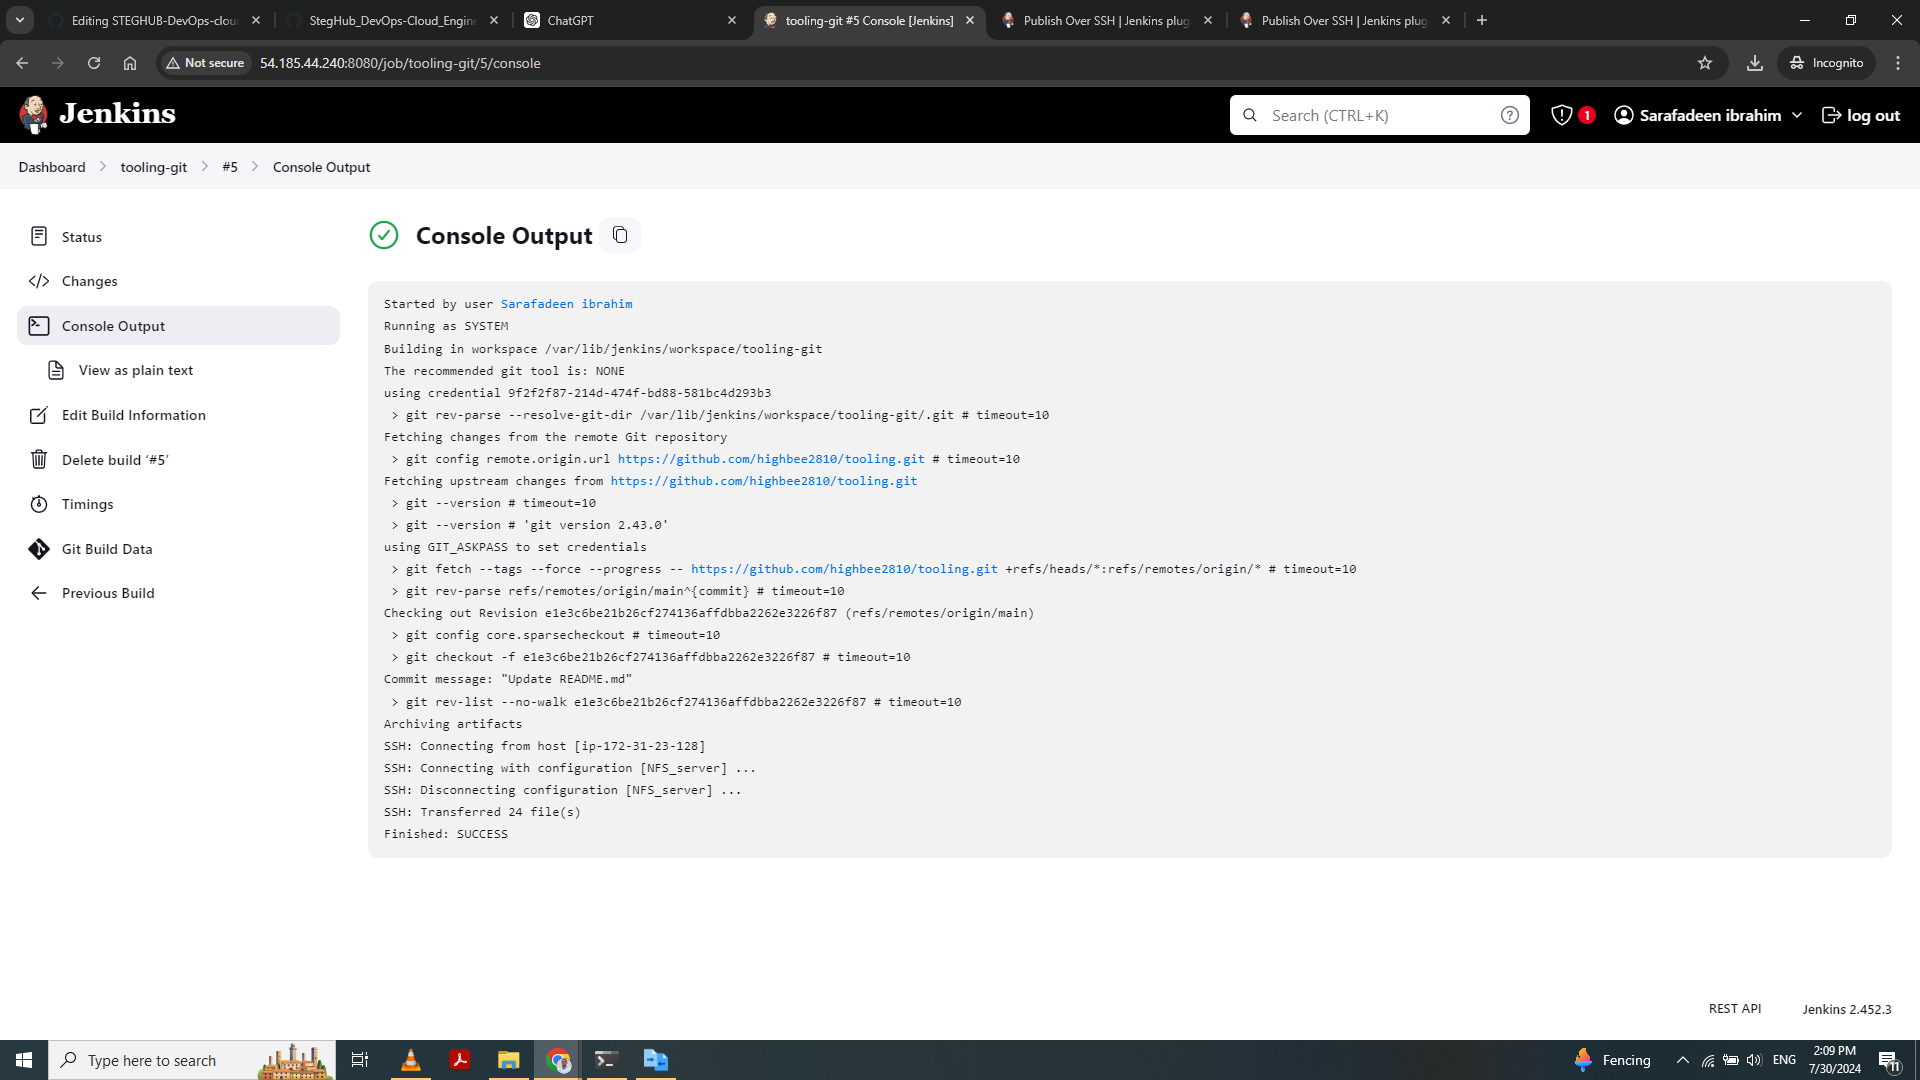 Editing STEGHUB-DevOps-clou
StegHub_DevOps-Cloud_Engine
ChatGPT
tooling-git #5 Console [Jenkins]
Publish Over SSH | Jenkins plug
Publish Over SSH | Jenkins plug
Not secure
54.185.44.240:8080/job/tooling-git/5/console
Incognito
Jenkins
Search (CTRL+K)
1
Sarafadeen ibrahim
log out
Dashboard
tooling-git
#5
Console Output
Status
Changes
Console Output
View as plain text
Edit Build Information
Delete build ‘#5’
Timings
Git Build Data
Previous Build
Console Output
Started by user Sarafadeen ibrahim
Running as SYSTEM
Building in workspace /var/lib/jenkins/workspace/tooling-git
The recommended git tool is: NONE
using credential 9f2f2f87-214d-474f-bd88-581bc4d293b3
> git rev-parse --resolve-git-dir /var/lib/jenkins/workspace/tooling-git/.git # timeout=10
Fetching changes from the remote Git repository
> git config remote.origin.url https://github.com/highbee2810/tooling.git # timeout=10
Fetching upstream changes from https://github.com/highbee2810/tooling.git
> git --version # timeout=10
> git --version # 'git version 2.43.0'
using GIT_ASKPASS to set credentials
> git fetch --tags --force --progress -- https://github.com/highbee2810/tooling.git +refs/heads/*:refs/remotes/origin/* # timeout=10
> git rev-parse refs/remotes/origin/main^{commit} # timeout=10
Checking out Revision e1e3c6be21b26cf274136affdbba2262e3226f87 (refs/remotes/origin/main)
> git config core.sparsecheckout # timeout=10
> git checkout -f e1e3c6be21b26cf274136affdbba2262e3226f87 # timeout=10
Commit message: "Update README.md"
> git rev-list --no-walk e1e3c6be21b26cf274136affdbba2262e3226f87 # timeout=10
Archiving artifacts
SSH: Connecting from host [ip-172-31-23-128]
SSH: Connecting with configuration [NFS_server] ...
SSH: Disconnecting configuration [NFS_server] ...
SSH: Transferred 24 file(s)
Finished: SUCCESS
REST API
Jenkins 2.452.3
Type here to search
Fencing
ENG
2:09 PM
7/30/2024
11